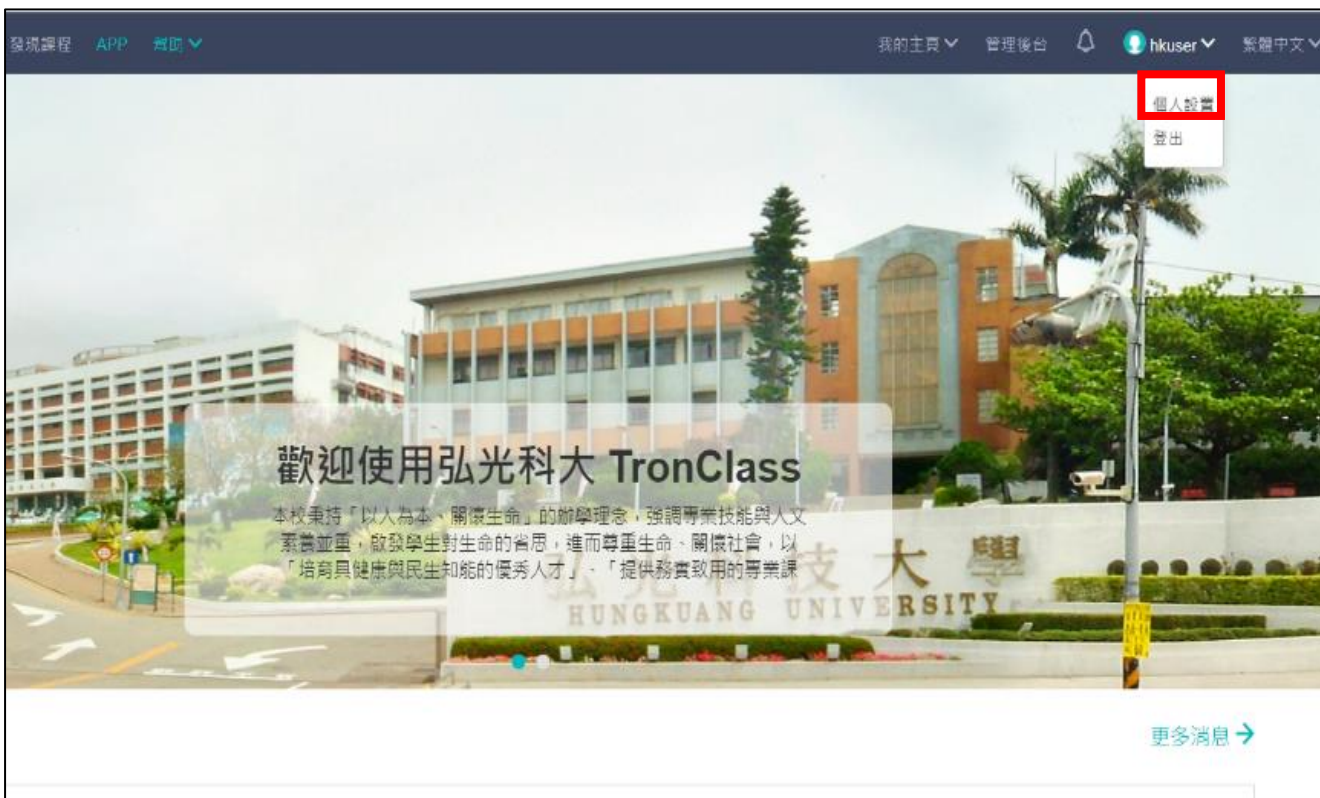 發現課程 APP 幫助
我的主頁 管理後台 hkuser 繁體中文
個人設置
登出
歡迎使用弘光科大 TronClass
本校秉持「以人為本、關懷生命」的辦學理念，強調專業技能與人文
素養並重，啟發學生對生命的省思，進而尊重生命、關懷社會，以
「培育具健康與民生知能的優秀人才」、「提供務實致用的專業課
弘光科技大學
HUNGKUANG UNIVERSITY
更多消息